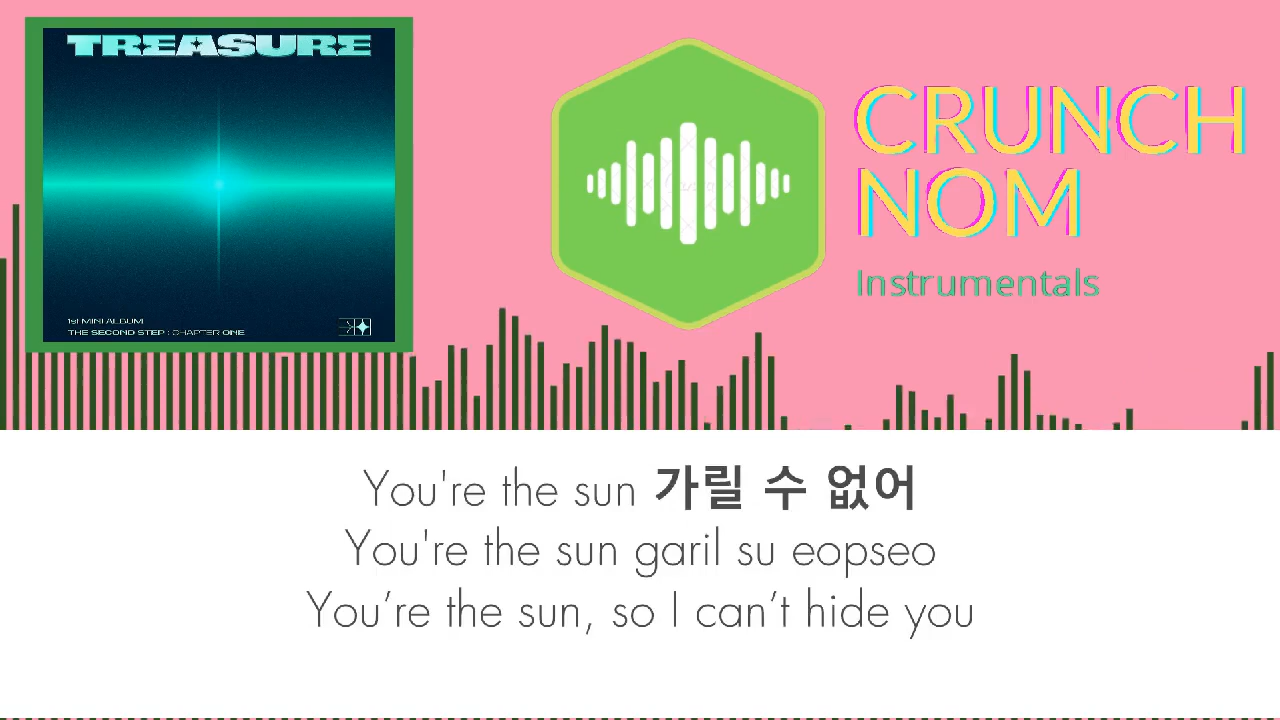 TREASURE
1st MINI ALBUM
THE SECOND STEP : CHAPTER ONE
CRUNCH
NOM
Instrumentals
You're the sun 가릴 수 없어
You're the sun garil su eopseo
You’re the sun, so I can’t hide you